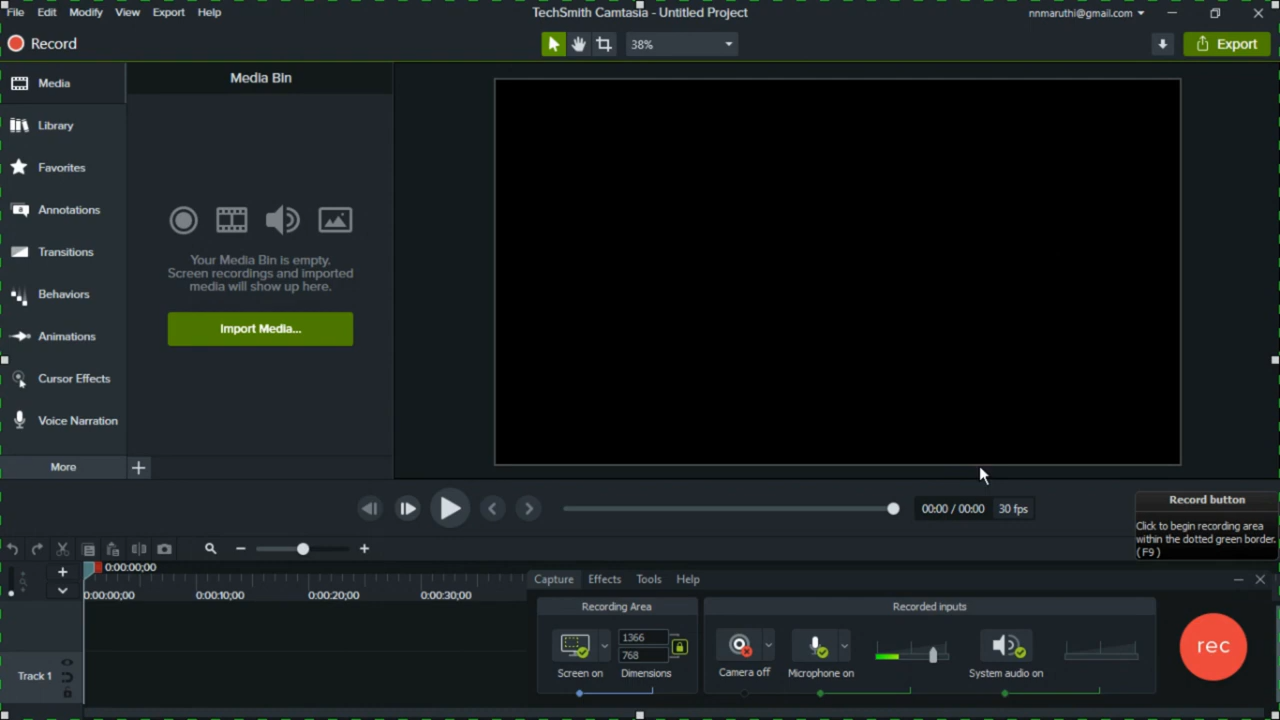 File Edit Modify View Export Help
TechSmith Camtasia - Untitled Project
nnmaruthi@gmail.com
Record
38%
Export
Media
Library
Favorites
Annotations
Transitions
Behaviors
Animations
Cursor Effects
Voice Narration
More
Media Bin
Your Media Bin is empty.
Screen recordings and imported
media will show up here.
Import Media...
00:00 / 00:00 30 fps
Record button
Click to begin recording area
within the dotted green border.
(F9)
0:00:00;00
0:00:00;00 0:00:10;00 0:00:20;00 0:00:30;00
Track 1
Capture Effects Tools Help
Recording Area
1366
768
Screen on Dimensions
Recorded inputs
Camera off Microphone on System audio on
rec